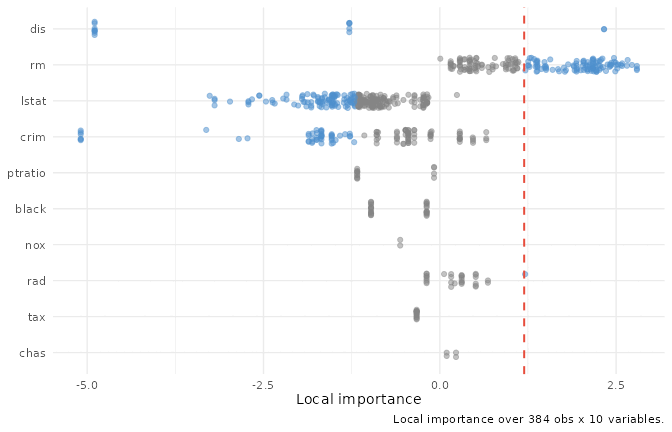 dis
rm
lstat
crim
ptratio
black
nox
rad
tax
chas
-5.0 -2.5 0.0 2.5
Local importance
Local importance over 384 obs x 10 variables.